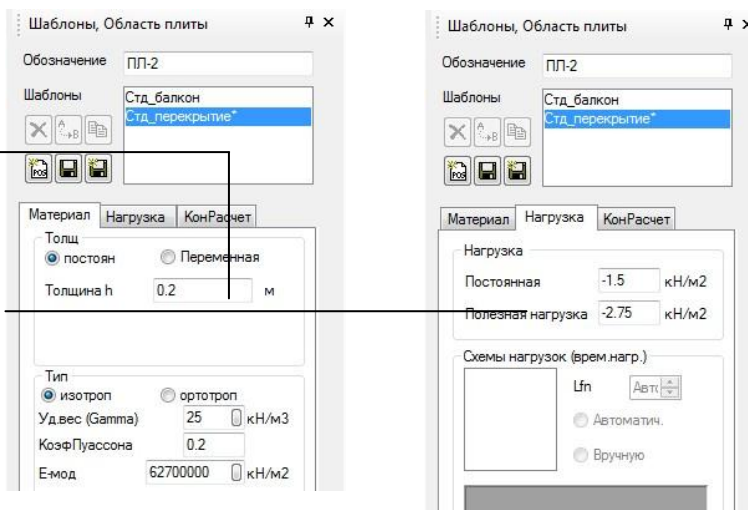 Шаблоны, Область плиты
Обозначение ПЛ-2
Шаблоны
Стд_балкон
Стд_перекрытие*
A B
POS
Материал Нагрузка КонРасчет
Толщ
постоян Переменная
Толщина h 0.2 м
Тип
изотроп ортотроп
Уд.вес (Gamma) 25 кН/м3
КоэфПуассона 0.2
Е-мод 62700000 кН/м2
Шаблоны, Область плиты
Обозначение ПЛ-2
Шаблоны
Стд_балкон
Стд_перекрытие*
A B
POS
Материал Нагрузка КонРасчет
Нагрузка
Постоянная -1.5 кН/м2
Полезная нагрузка -2.75 кН/м2
Схемы нагрузок (врем.нагр.)
Lfn Авто
Автоматич.
Вручную